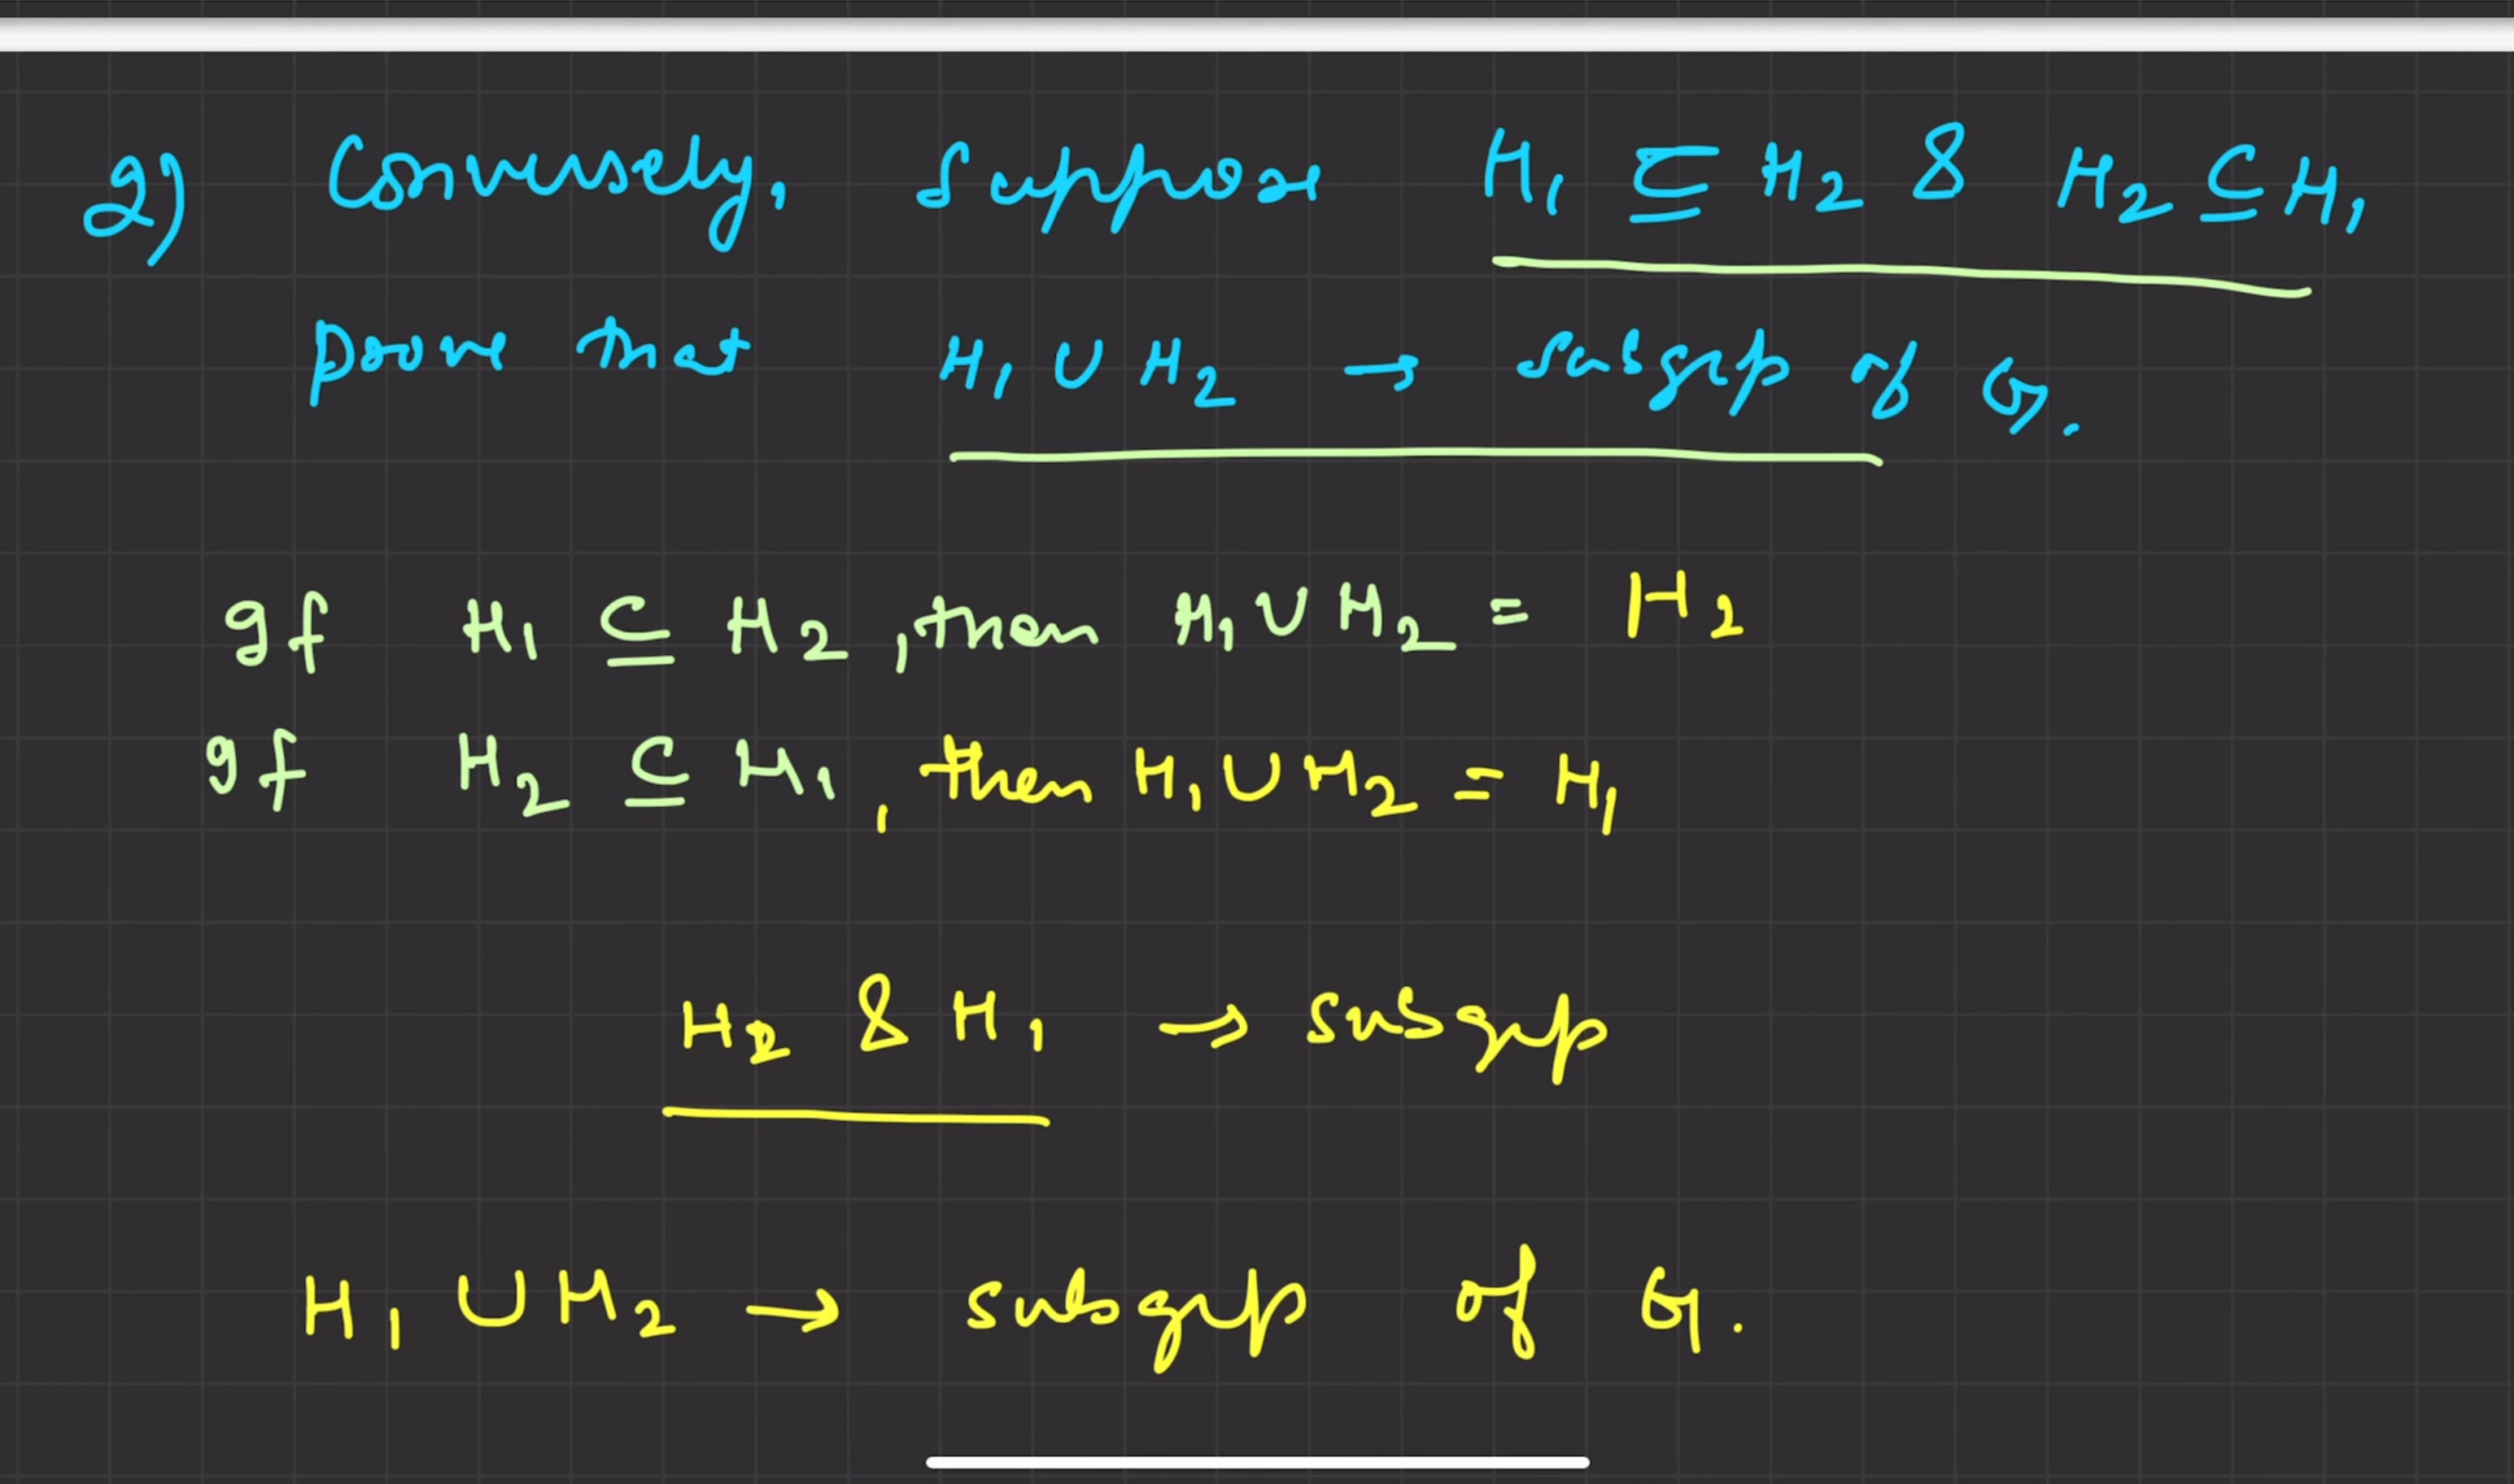 2) Conversely, Suppose H₁ ⊆ H₂ & H₂ ⊆ H₁
prove that H₁ ∪ H₂ → subgrp of G.
If H₁ ⊆ H₂, then H₁ ∪ H₂ = H₂
If H₂ ⊆ H₁, then H₁ ∪ H₂ = H₁
H₂ & H₁ → subgrp
H₁ ∪ H₂ → subgrp of G.